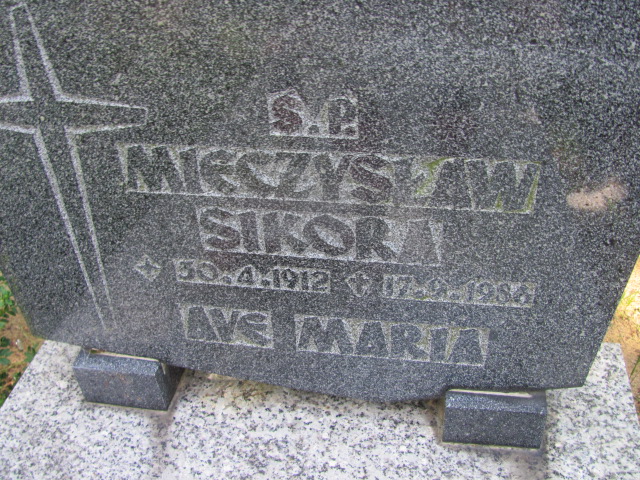 Ś.P.
MIECZYSŁAW
SIKORA
30.4.1912
AVE MARIA